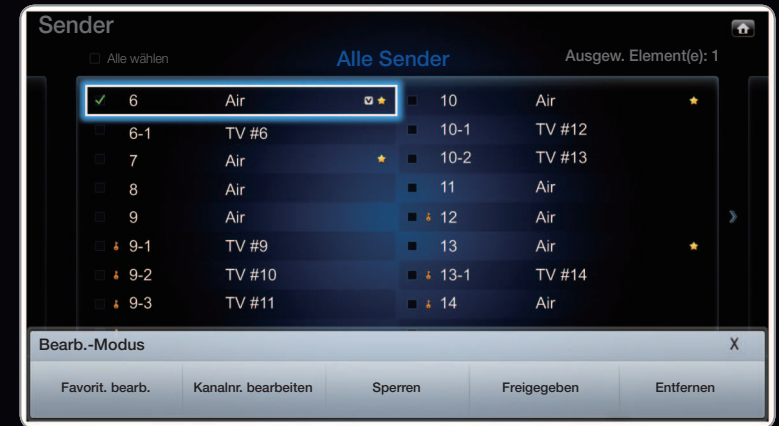 Sender
Alle wählen
Alle Sender
Ausgew. Element(e): 1
6 Air
6-1 TV #6
7 Air
8 Air
9 Air
9-1 TV #9
9-2 TV #10
9-3 TV #11
10 Air
10-1 TV #12
10-2 TV #13
11 Air
12 Air
13 Air
13-1 TV #14
14 Air
Bearb.-Modus X
Favorit. bearb. Kanalnr. bearbeiten Sperren Freigegeben Entfernen